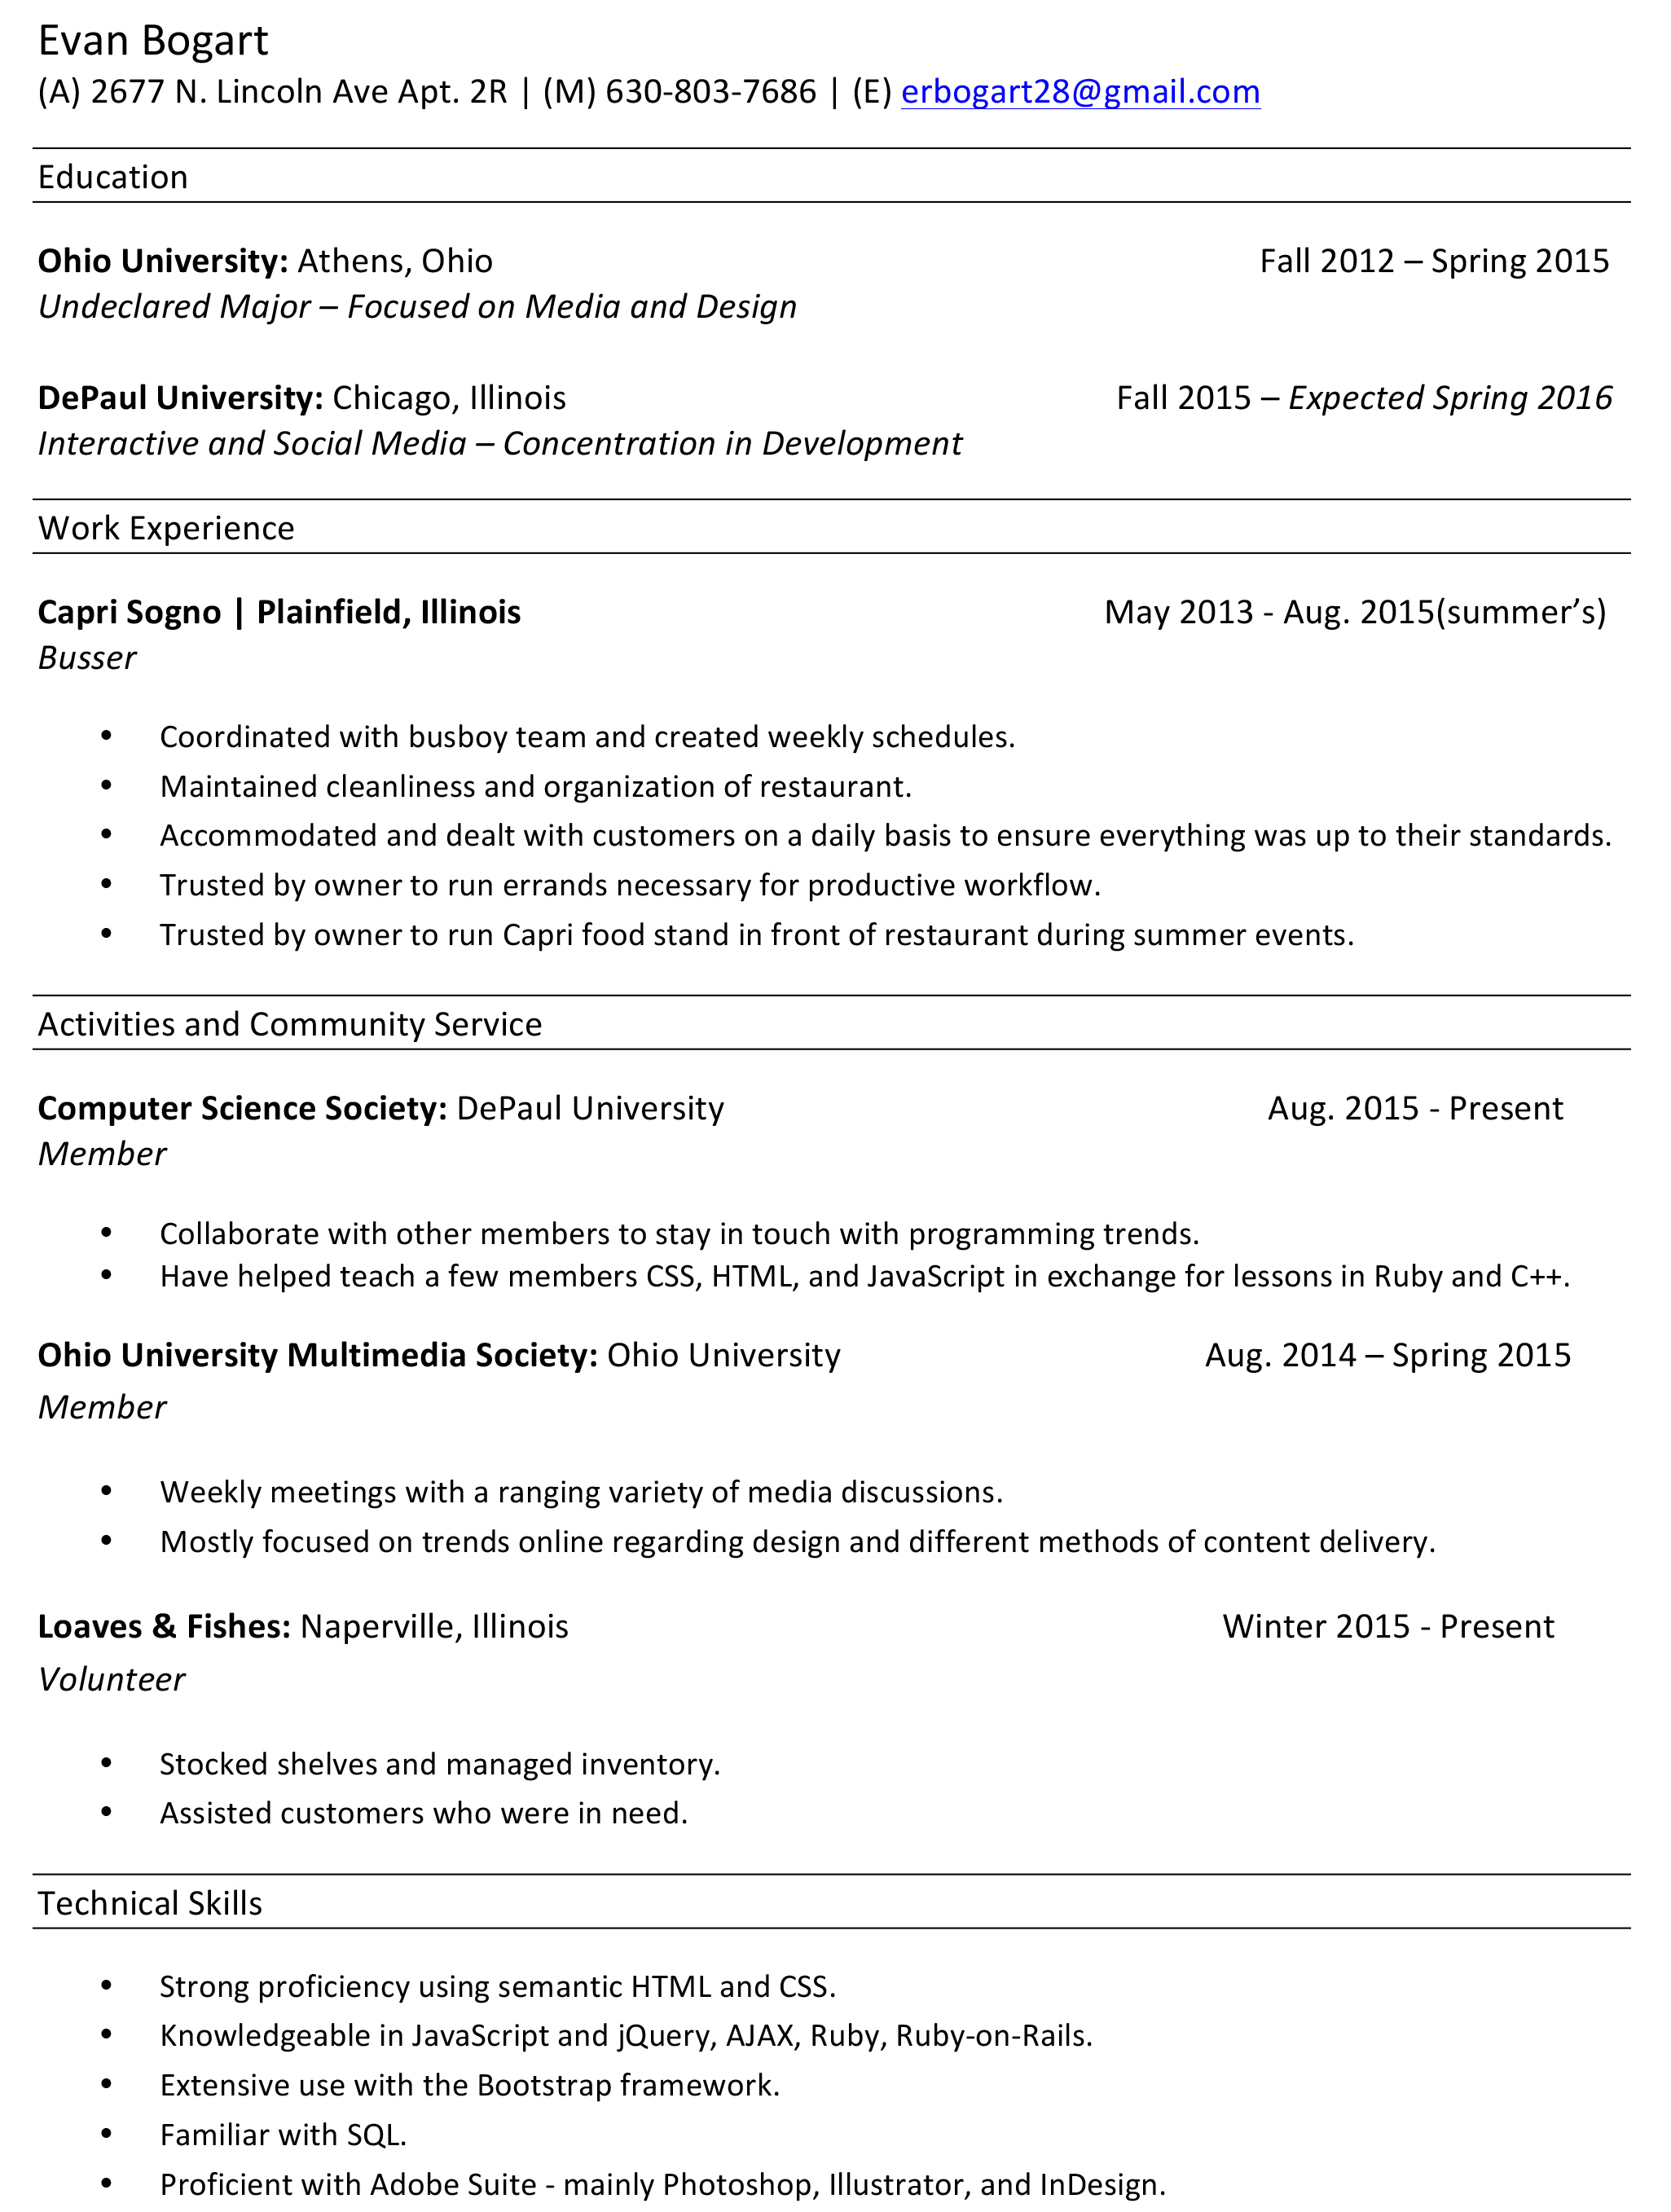 Evan Bogart
(A) 2677 N. Lincoln Ave Apt. 2R | (M) 630-803-7686 | (E) erbogart28@gmail.com
Education
Ohio University: Athens, Ohio Fall 2012 – Spring 2015
Undeclared Major – Focused on Media and Design
DePaul University: Chicago, Illinois Fall 2015 – Expected Spring 2016
Interactive and Social Media – Concentration in Development
Work Experience
Capri Sogno | Plainfield, Illinois May 2013 - Aug. 2015(summer’s)
Busser
• Coordinated with busboy team and created weekly schedules.
• Maintained cleanliness and organization of restaurant.
• Accommodated and dealt with customers on a daily basis to ensure everything was up to their standards.
• Trusted by owner to run errands necessary for productive workflow.
• Trusted by owner to run Capri food stand in front of restaurant during summer events.
Activities and Community Service
Computer Science Society: DePaul University Aug. 2015 - Present
Member
• Collaborate with other members to stay in touch with programming trends.
• Have helped teach a few members CSS, HTML, and JavaScript in exchange for lessons in Ruby and C++.
Ohio University Multimedia Society: Ohio University Aug. 2014 – Spring 2015
Member
• Weekly meetings with a ranging variety of media discussions.
• Mostly focused on trends online regarding design and different methods of content delivery.
Loaves & Fishes: Naperville, Illinois Winter 2015 - Present
Volunteer
• Stocked shelves and managed inventory.
• Assisted customers who were in need.
Technical Skills
• Strong proficiency using semantic HTML and CSS.
• Knowledgeable in JavaScript and jQuery, AJAX, Ruby, Ruby-on-Rails.
• Extensive use with the Bootstrap framework.
• Familiar with SQL.
• Proficient with Adobe Suite - mainly Photoshop, Illustrator, and InDesign.